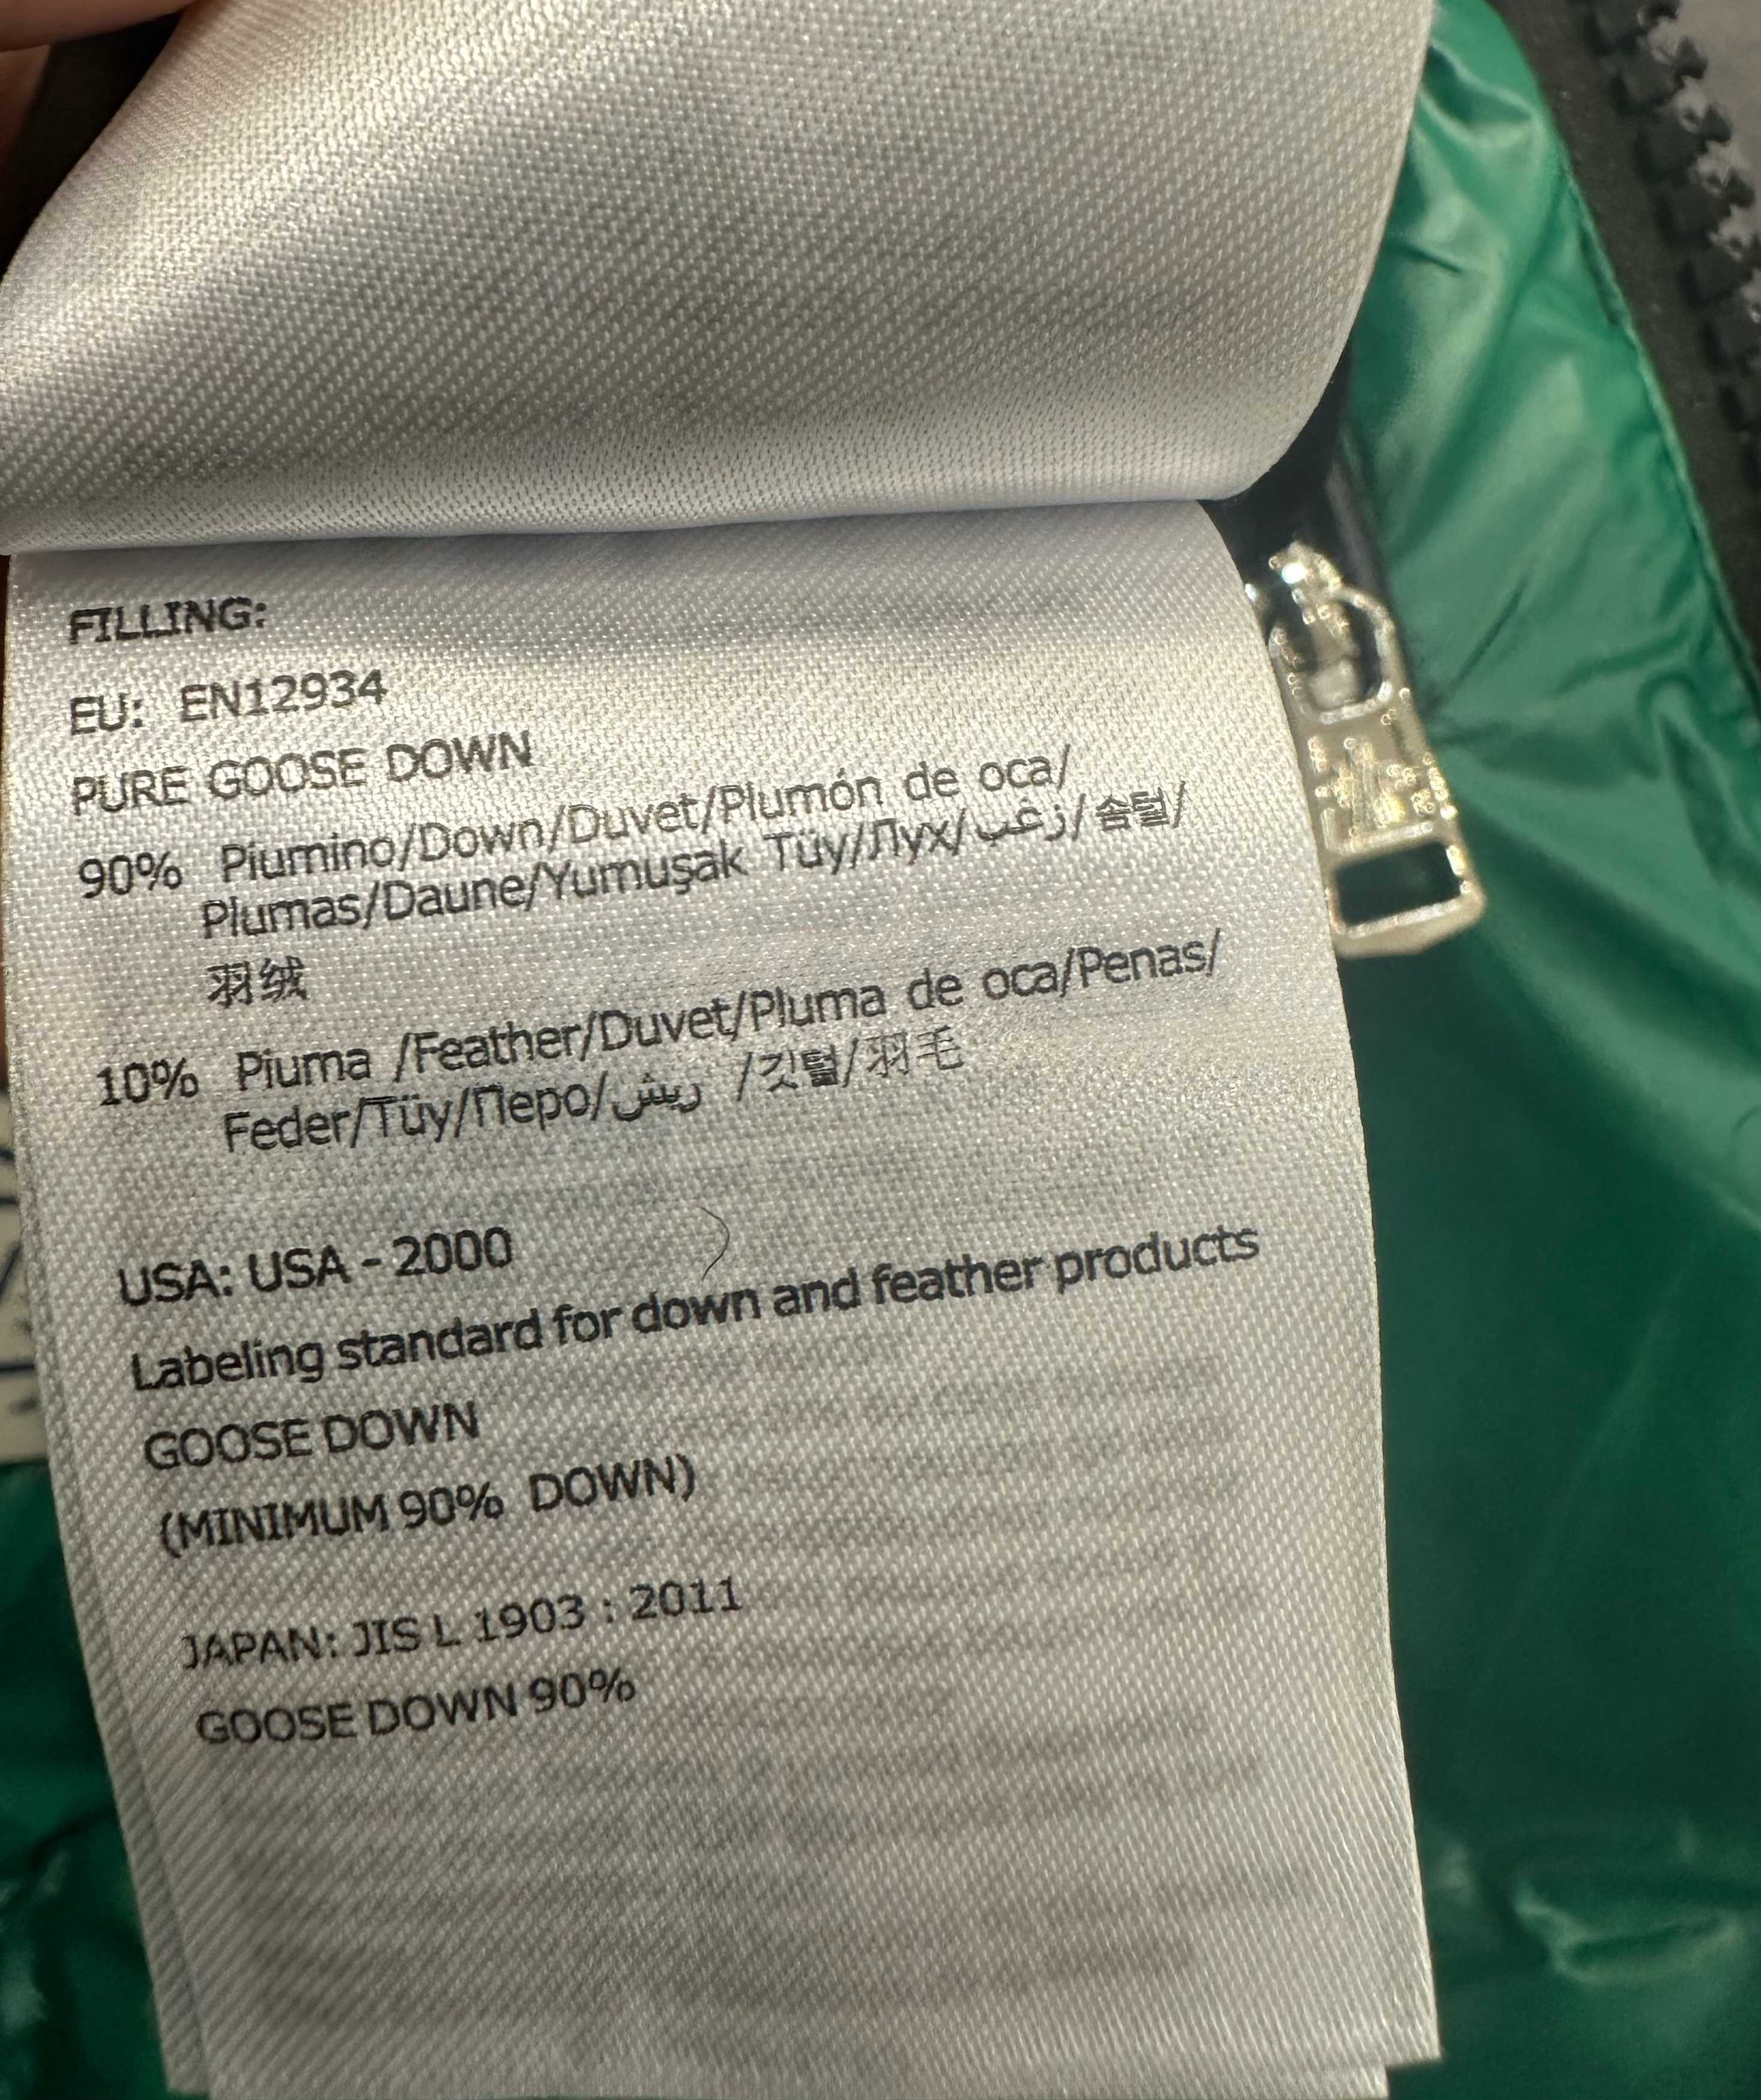 FILLING:
EU: EN12934
PURE GOOSE DOWN
90% Piumino/Down/Duvet/Plumón de oca/
Plumas/Daune/Yumuşak Tüy/Лух/زغب/솜털/
羽绒
10% Piuma /Feather/Duvet/Pluma de oca/Penas/
Feder/Tüy/Перо/ريش /깃털/羽毛
USA: USA - 2000
Labeling standard for down and feather products
GOOSE DOWN
(MINIMUM 90% DOWN)
JAPAN: JIS L 1903 : 2011
GOOSE DOWN 90%